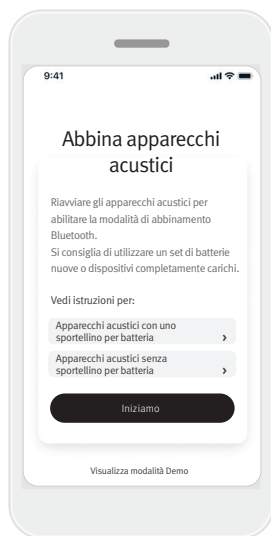 9:41
Abbina apparecchi
acustici
Riavviare gli apparecchi acustici per
abilitare la modalità di abbinamento
Bluetooth.
Si consiglia di utilizzare un set di batterie
nuove o dispositivi completamente carichi.
Vedi istruzioni per:
Apparecchi acustici con uno
sportellino per batteria
Apparecchi acustici senza
sportellino per batteria
Iniziamo
Visualizza modalità Demo